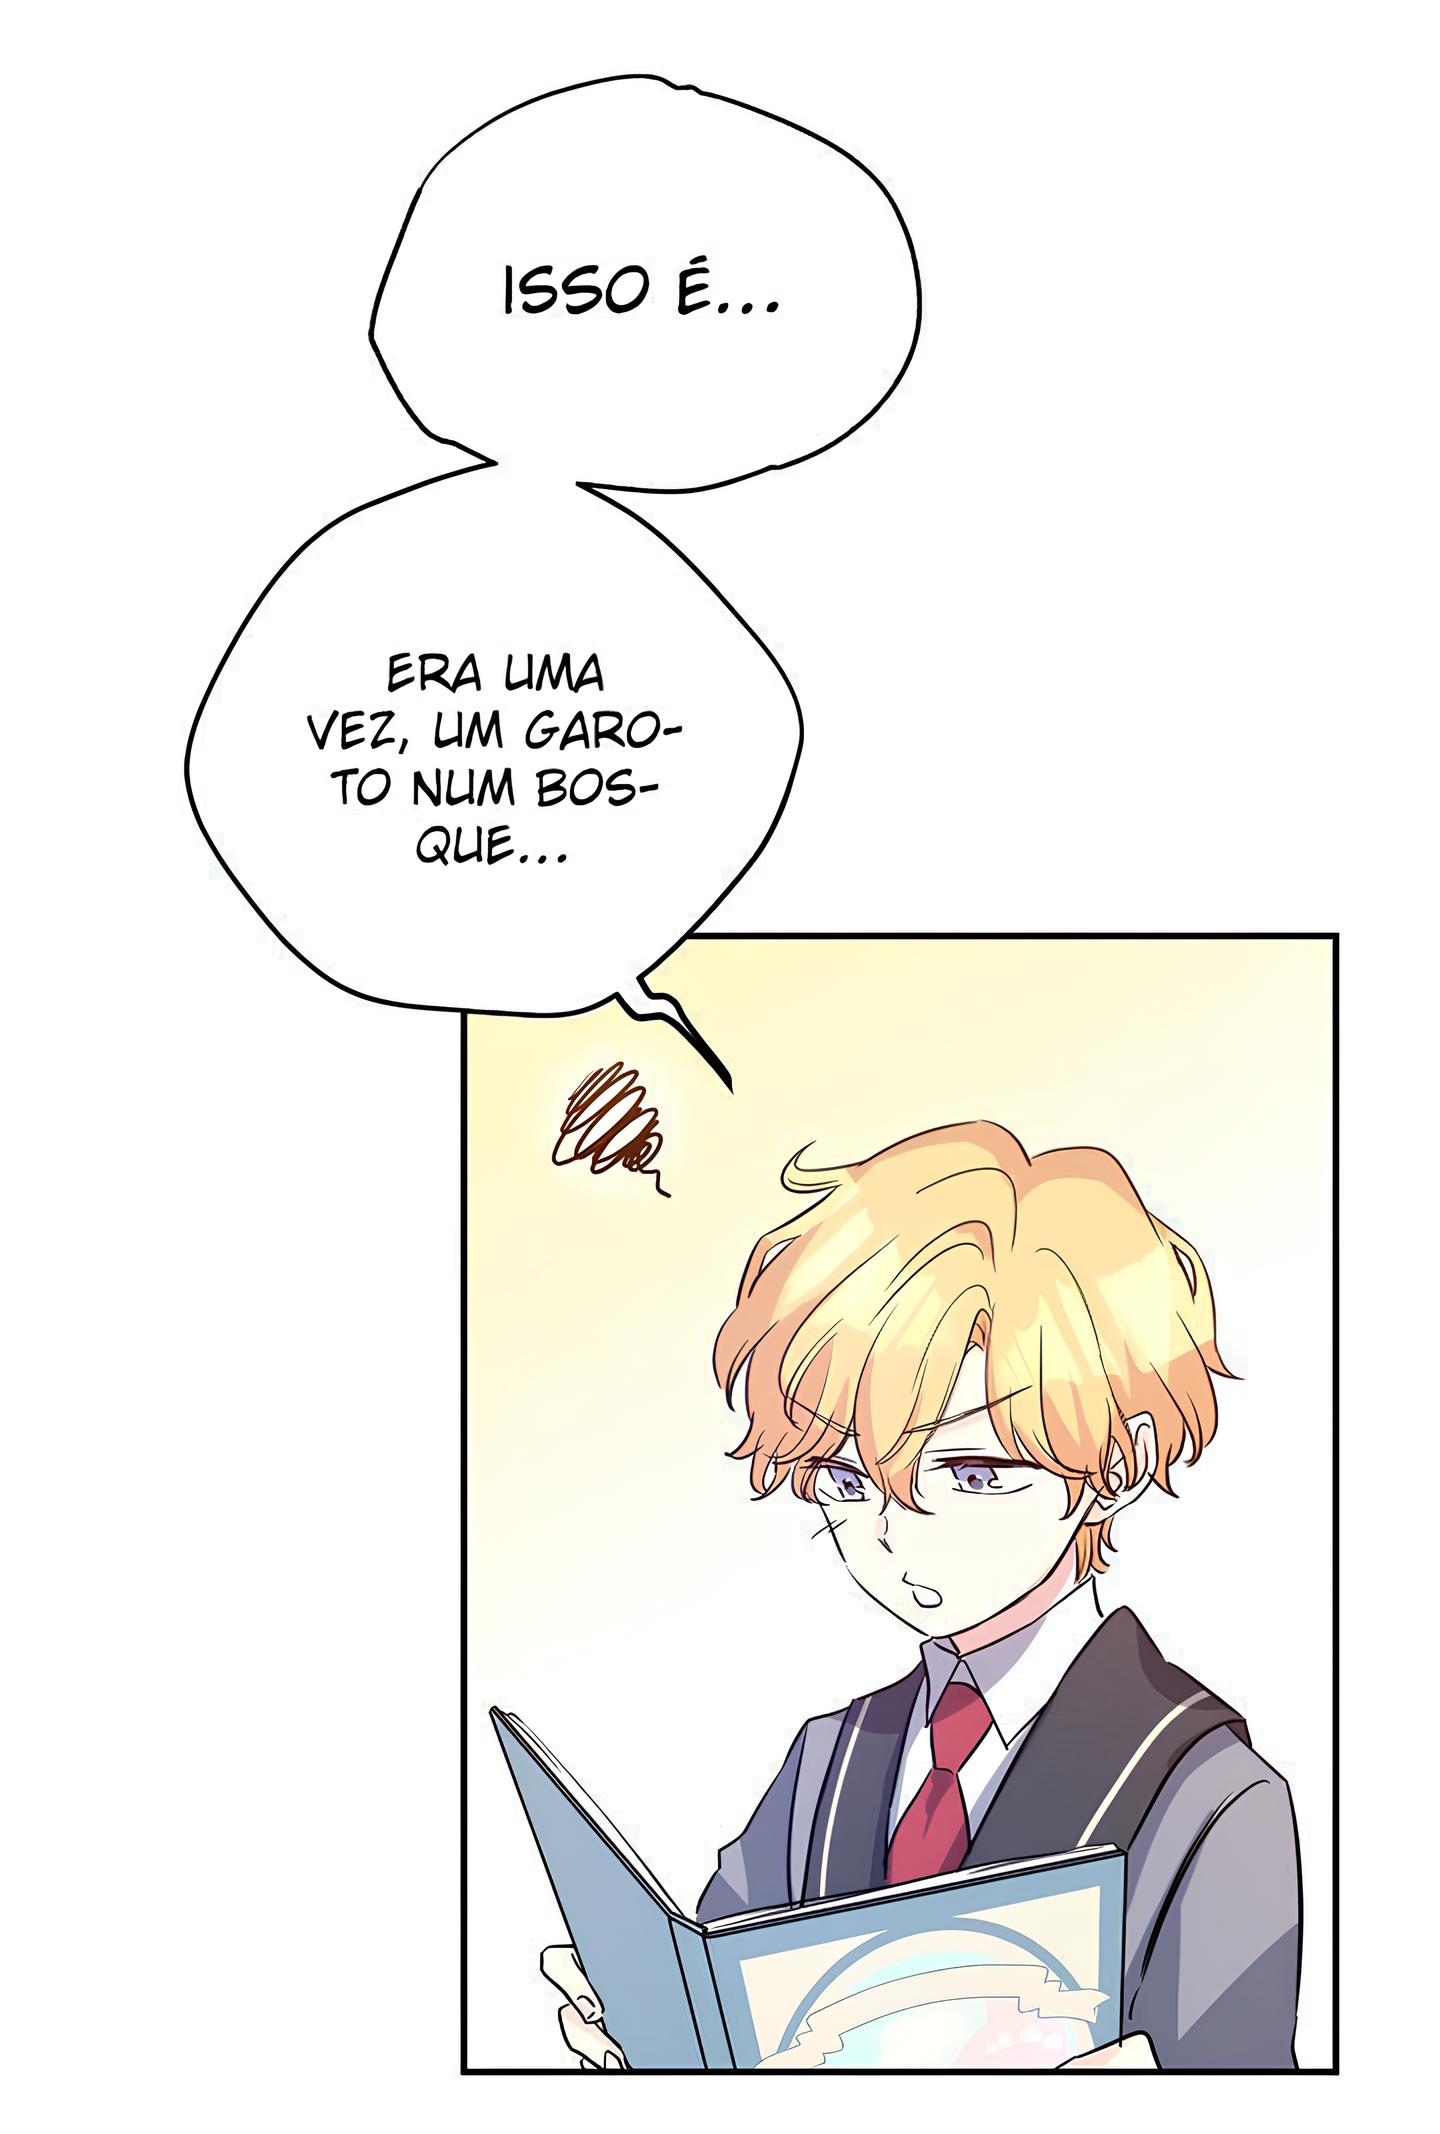 ISSO É...
ERA UMA
VEZ, UM GARO-
TO NUM BOS-
QUE...